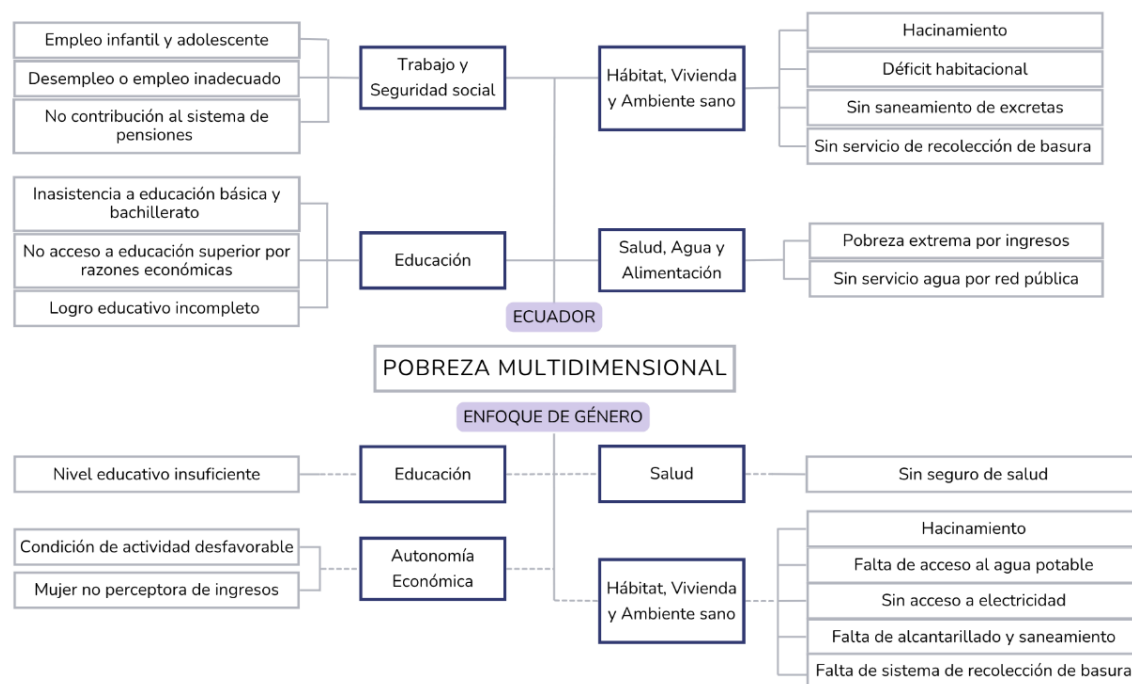 Empleo infantil y adolescente
Desempleo o empleo inadecuado
No contribución al sistema de
pensiones
Trabajo y
Seguridad social
Hábitat, Vivienda
y Ambiente sano
Hacinamiento
Déficit habitacional
Sin saneamiento de excretas
Sin servicio de recolección de basura
Inasistencia a educación básica y
bachillerato
No acceso a educación superior por
razones económicas
Logro educativo incompleto
Educación
Salud, Agua y
Alimentación
Pobreza extrema por ingresos
Sin servicio agua por red pública
ECUADOR
POBREZA MULTIDIMENSIONAL
ENFOQUE DE GÉNERO
Nivel educativo insuficiente
Educación
Salud
Sin seguro de salud
Condición de actividad desfavorable
Mujer no perceptora de ingresos
Autonomía
Económica
Hábitat, Vivienda
y Ambiente sano
Hacinamiento
Falta de acceso al agua potable
Sin acceso a electricidad
Falta de alcantarillado y saneamiento
Falta de sistema de recolección de basura